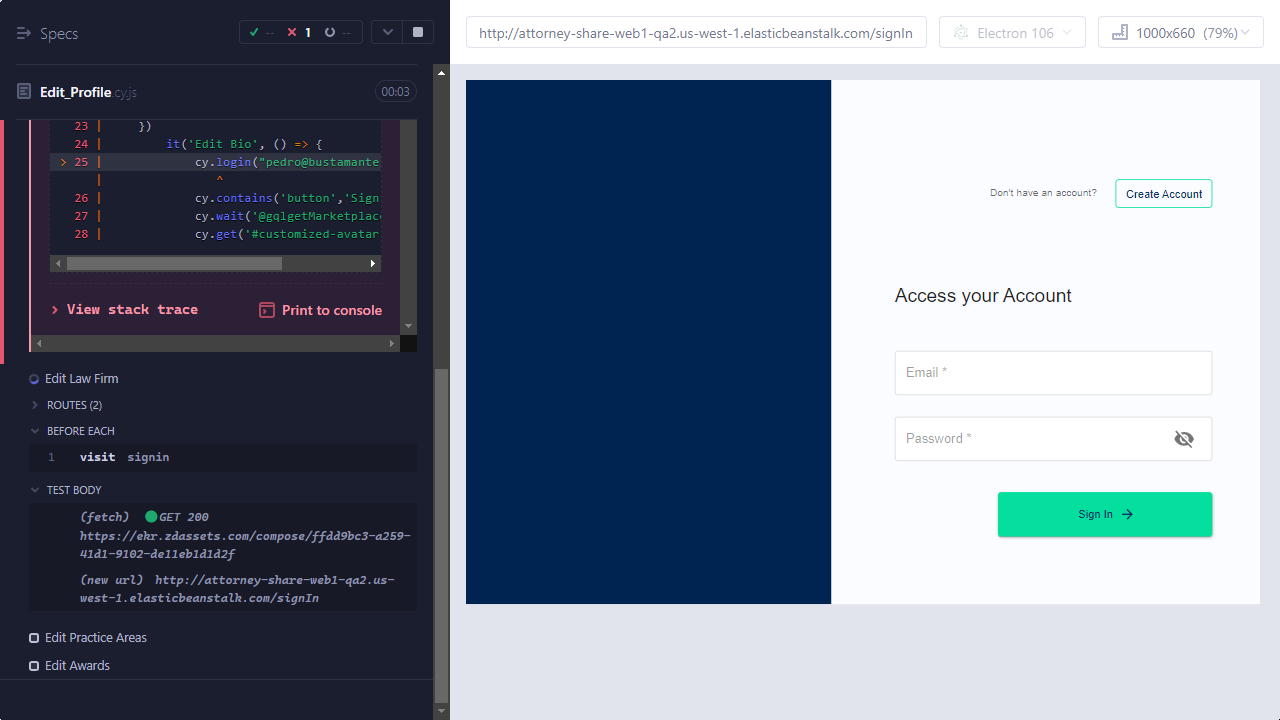 Specs
-- 1 --
http://attorney-share-web1-qa2.us-west-1.elasticbeanstalk.com/signIn
Electron 106
1000x660 (79%)
Edit_Profile.cy.js
00:03
23 | })
24 | it('Edit Bio', () => {
> 25 | cy.login("pedro@bustamante
| ^
26 | cy.contains('button','Sign
27 | cy.wait('@gqlgetMarketplac
28 | cy.get('#customized-avatar
> View stack trace
Print to console
Edit Law Firm
ROUTES (2)
BEFORE EACH
1 visit signin
TEST BODY
(fetch) GET 200
https://ekr.zdassets.com/compose/ffdd9bc3-a259-
41d1-9102-de11eb1d1d2f
(new url) http://attorney-share-web1-qa2.us-
west-1.elasticbeanstalk.com/signIn
Edit Practice Areas
Edit Awards
Don't have an account?
Create Account
Access your Account
Email *
Password *
Sign In